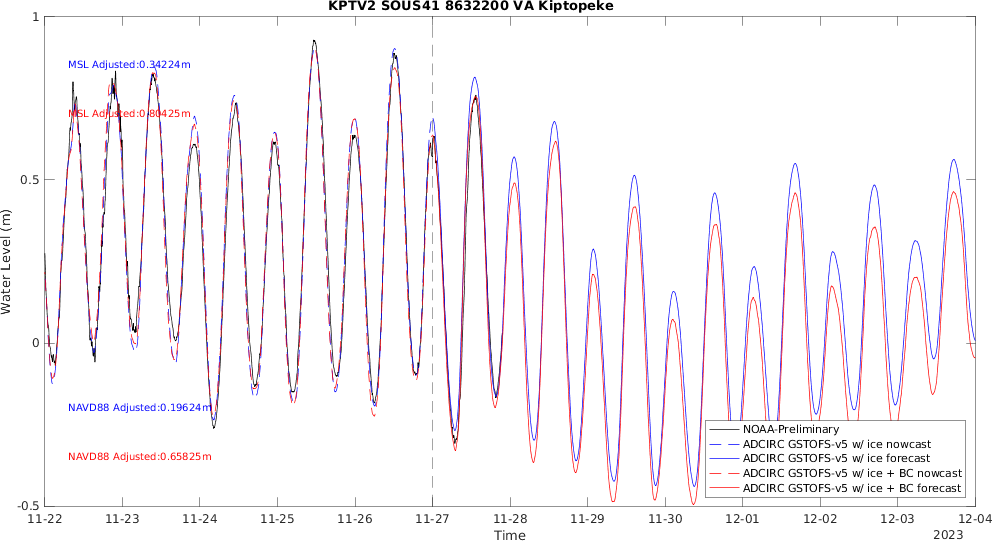 KPTV2 SOUS41 8632200 VA Kiptopeke
1
MSL Adjusted:0.34224m
MSL Adjusted:0.80425m
0.5
Water Level (m)
0
NAVD88 Adjusted:0.19624m
NAVD88 Adjusted:0.65825m
-0.5
NOAA-Preliminary
ADCIRC GSTOFS-v5 w/ ice nowcast
ADCIRC GSTOFS-v5 w/ ice forecast
ADCIRC GSTOFS-v5 w/ ice + BC nowcast
ADCIRC GSTOFS-v5 w/ ice + BC forecast
11-22 11-23 11-24 11-25 11-26 11-27 11-28 11-29 11-30 12-01 12-02 12-03 12-04
Time
2023